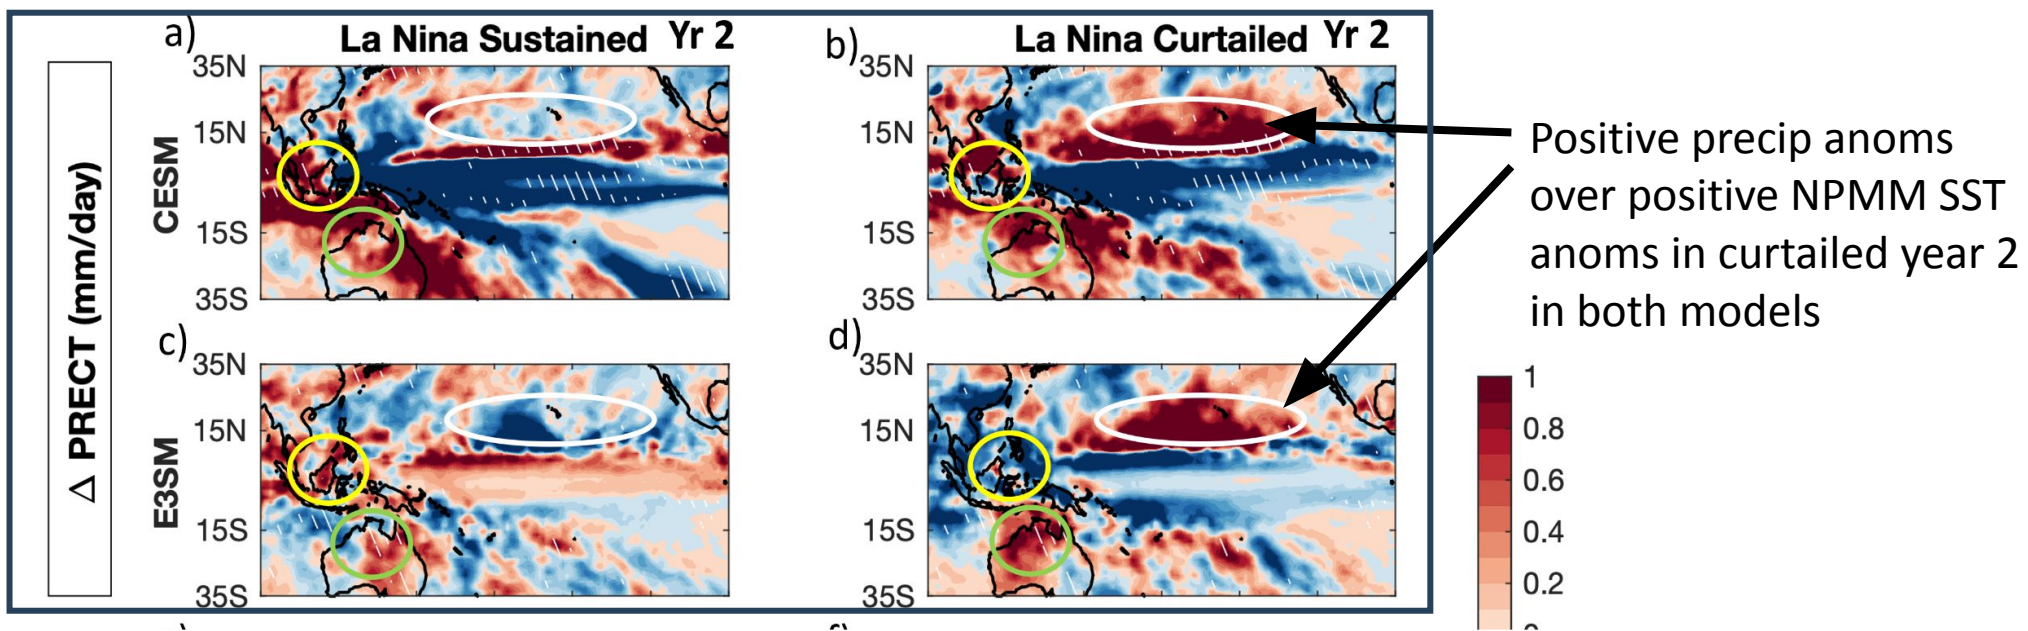 a)
La Nina Sustained Yr 2
b)
La Nina Curtailed Yr 2
35N
15N
15S
35S
35N
15N
15S
35S
CESM
△ PRECT (mm/day)
Positive precip anoms
over positive NPMM SST
anoms in curtailed year 2
in both models
c)
35N
15N
15S
35S
d)
35N
15N
15S
35S
E3SM
1
0.8
0.6
0.4
0.2